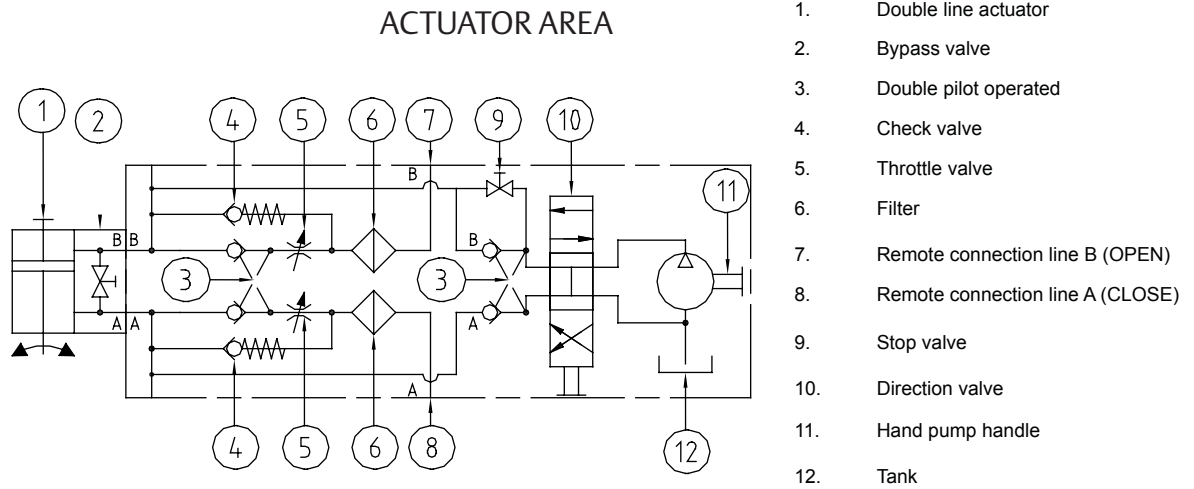 ACTUATOR AREA
1 2 4 5 6 7 9 10
B
11
B B B
3 3
A A A
A
4 5 6 8 12
1. Double line actuator
2. Bypass valve
3. Double pilot operated
4. Check valve
5. Throttle valve
6. Filter
7. Remote connection line B (OPEN)
8. Remote connection line A (CLOSE)
9. Stop valve
10. Direction valve
11. Hand pump handle
12. Tank